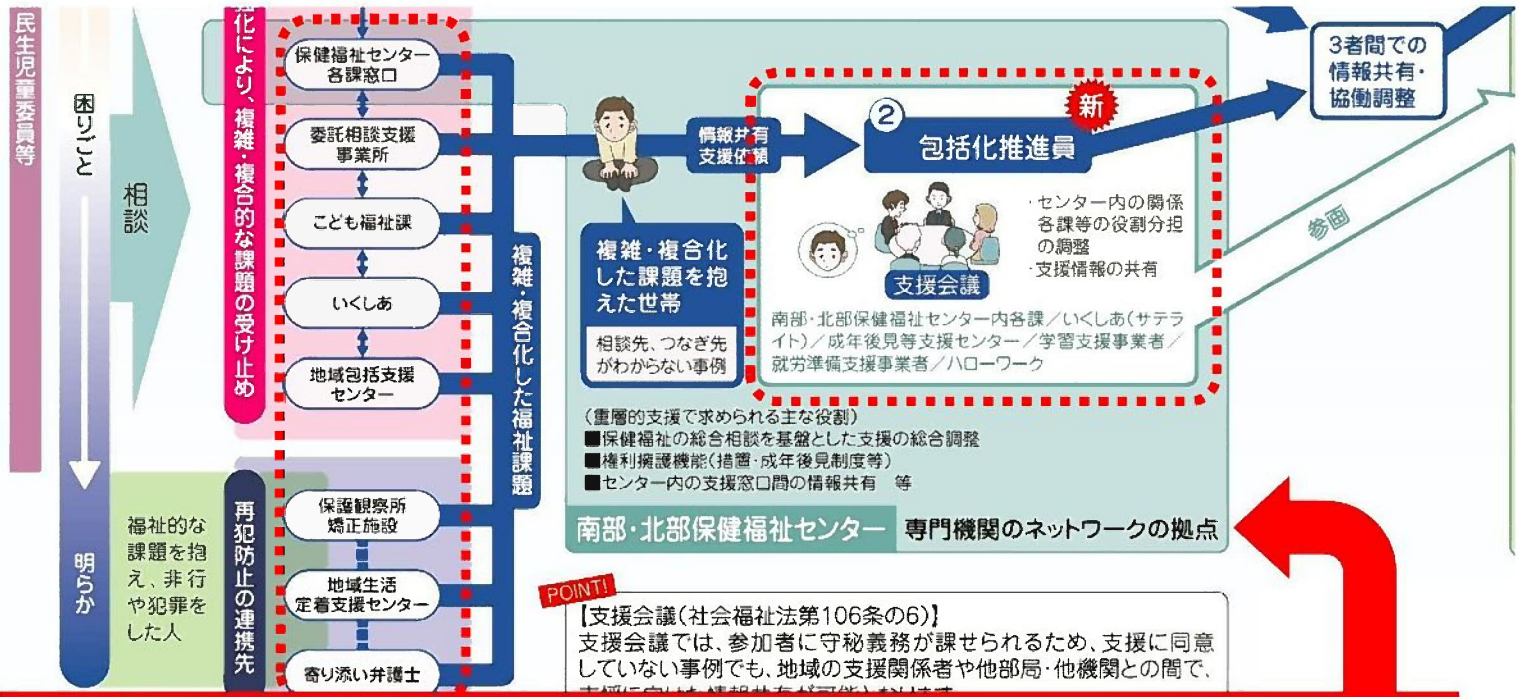 民生児童委員等
困りごと
明らか
相談
強化により、複雑・複合的な課題の受け止め
保健福祉センター
各課窓口
委託相談支援
事業所
こども福祉課
いくしあ
地域包括支援
センター
福祉的な
課題を抱
え、非行
や犯罪を
した人
再犯防止の連携先
保護観察所
矯正施設
地域生活
定着支援センター
寄り添い弁護士
複雑・複合化した福祉課題
情報共有
支援依頼
複雑・複合化
した課題を抱
えた世帯
相談先、つなぎ先
がわからない事例
②
包括化推進員
新
・センター内の関係
各課等の役割分担
の調整
・支援情報の共有
支援会議
南部・北部保健福祉センター内各課／いくしあ(サテラ
イト)／成年後見等支援センター／学習支援事業者／
就労準備支援事業者／ハローワーク
3者間での
情報共有・
協働調整
参画
(重層的支援で求められる主な役割)
■保健福祉の総合相談を基盤とした支援の総合調整
■権利擁護機能(措置・成年後見制度等)
■センター内の支援窓口間の情報共有 等
南部・北部保健福祉センター 専門機関のネットワークの拠点
POINT!
【支援会議(社会福祉法第106条の6)】
支援会議では、参加者に守秘義務が課せられるため、支援に同意
していない事例でも、地域の支援関係者や他部局・他機関との間で、